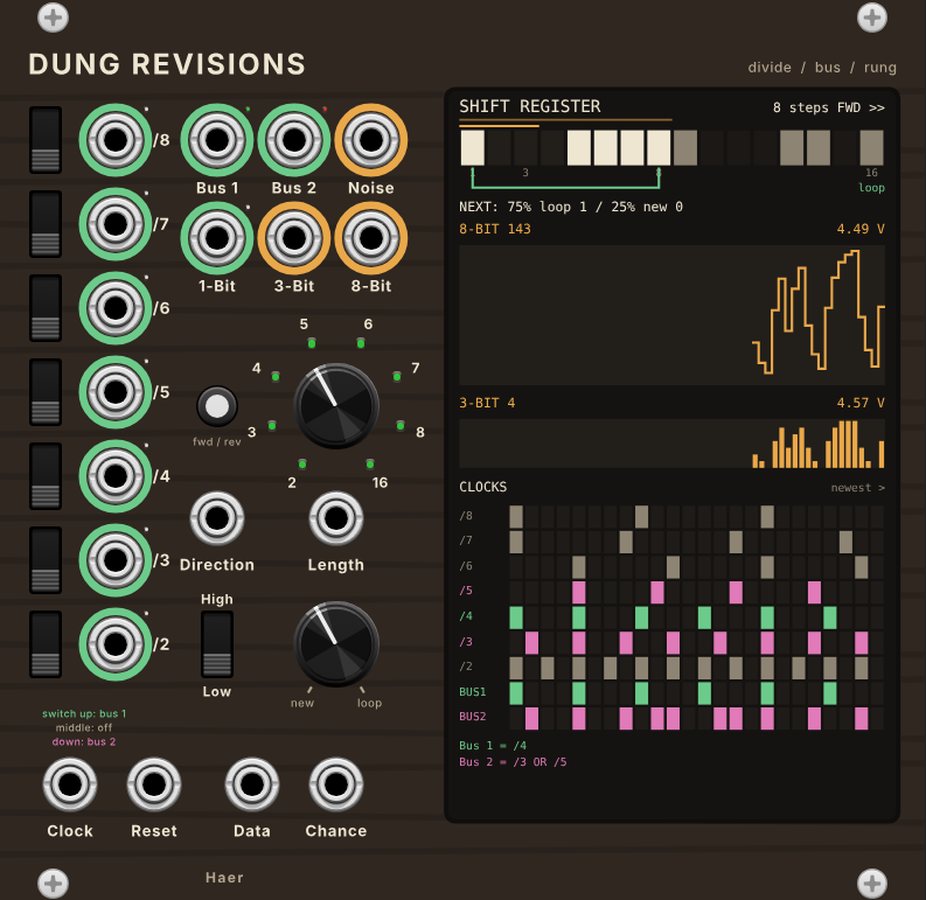 DUNG REVISIONS
divide / bus / rung
/8
/7
/6
/5
/4
/3
/2
Bus 1
Bus 2
Noise
1-Bit
3-Bit
8-Bit
5
6
4
7
3
8
2
16
fwd / rev
Direction
Length
High
Low
new
loop
switch up: bus 1
middle: off
down: bus 2
Clock
Reset
Data
Chance
Haer
SHIFT REGISTER
8 steps FWD >>
1
3
8
16
loop
NEXT: 75% loop 1 / 25% new 0
8-BIT 143
4.49 V
3-BIT 4
4.57 V
CLOCKS
newest >
/8
/7
/6
/5
/4
/3
/2
BUS1
BUS2
Bus 1 = /4
Bus 2 = /3 OR /5